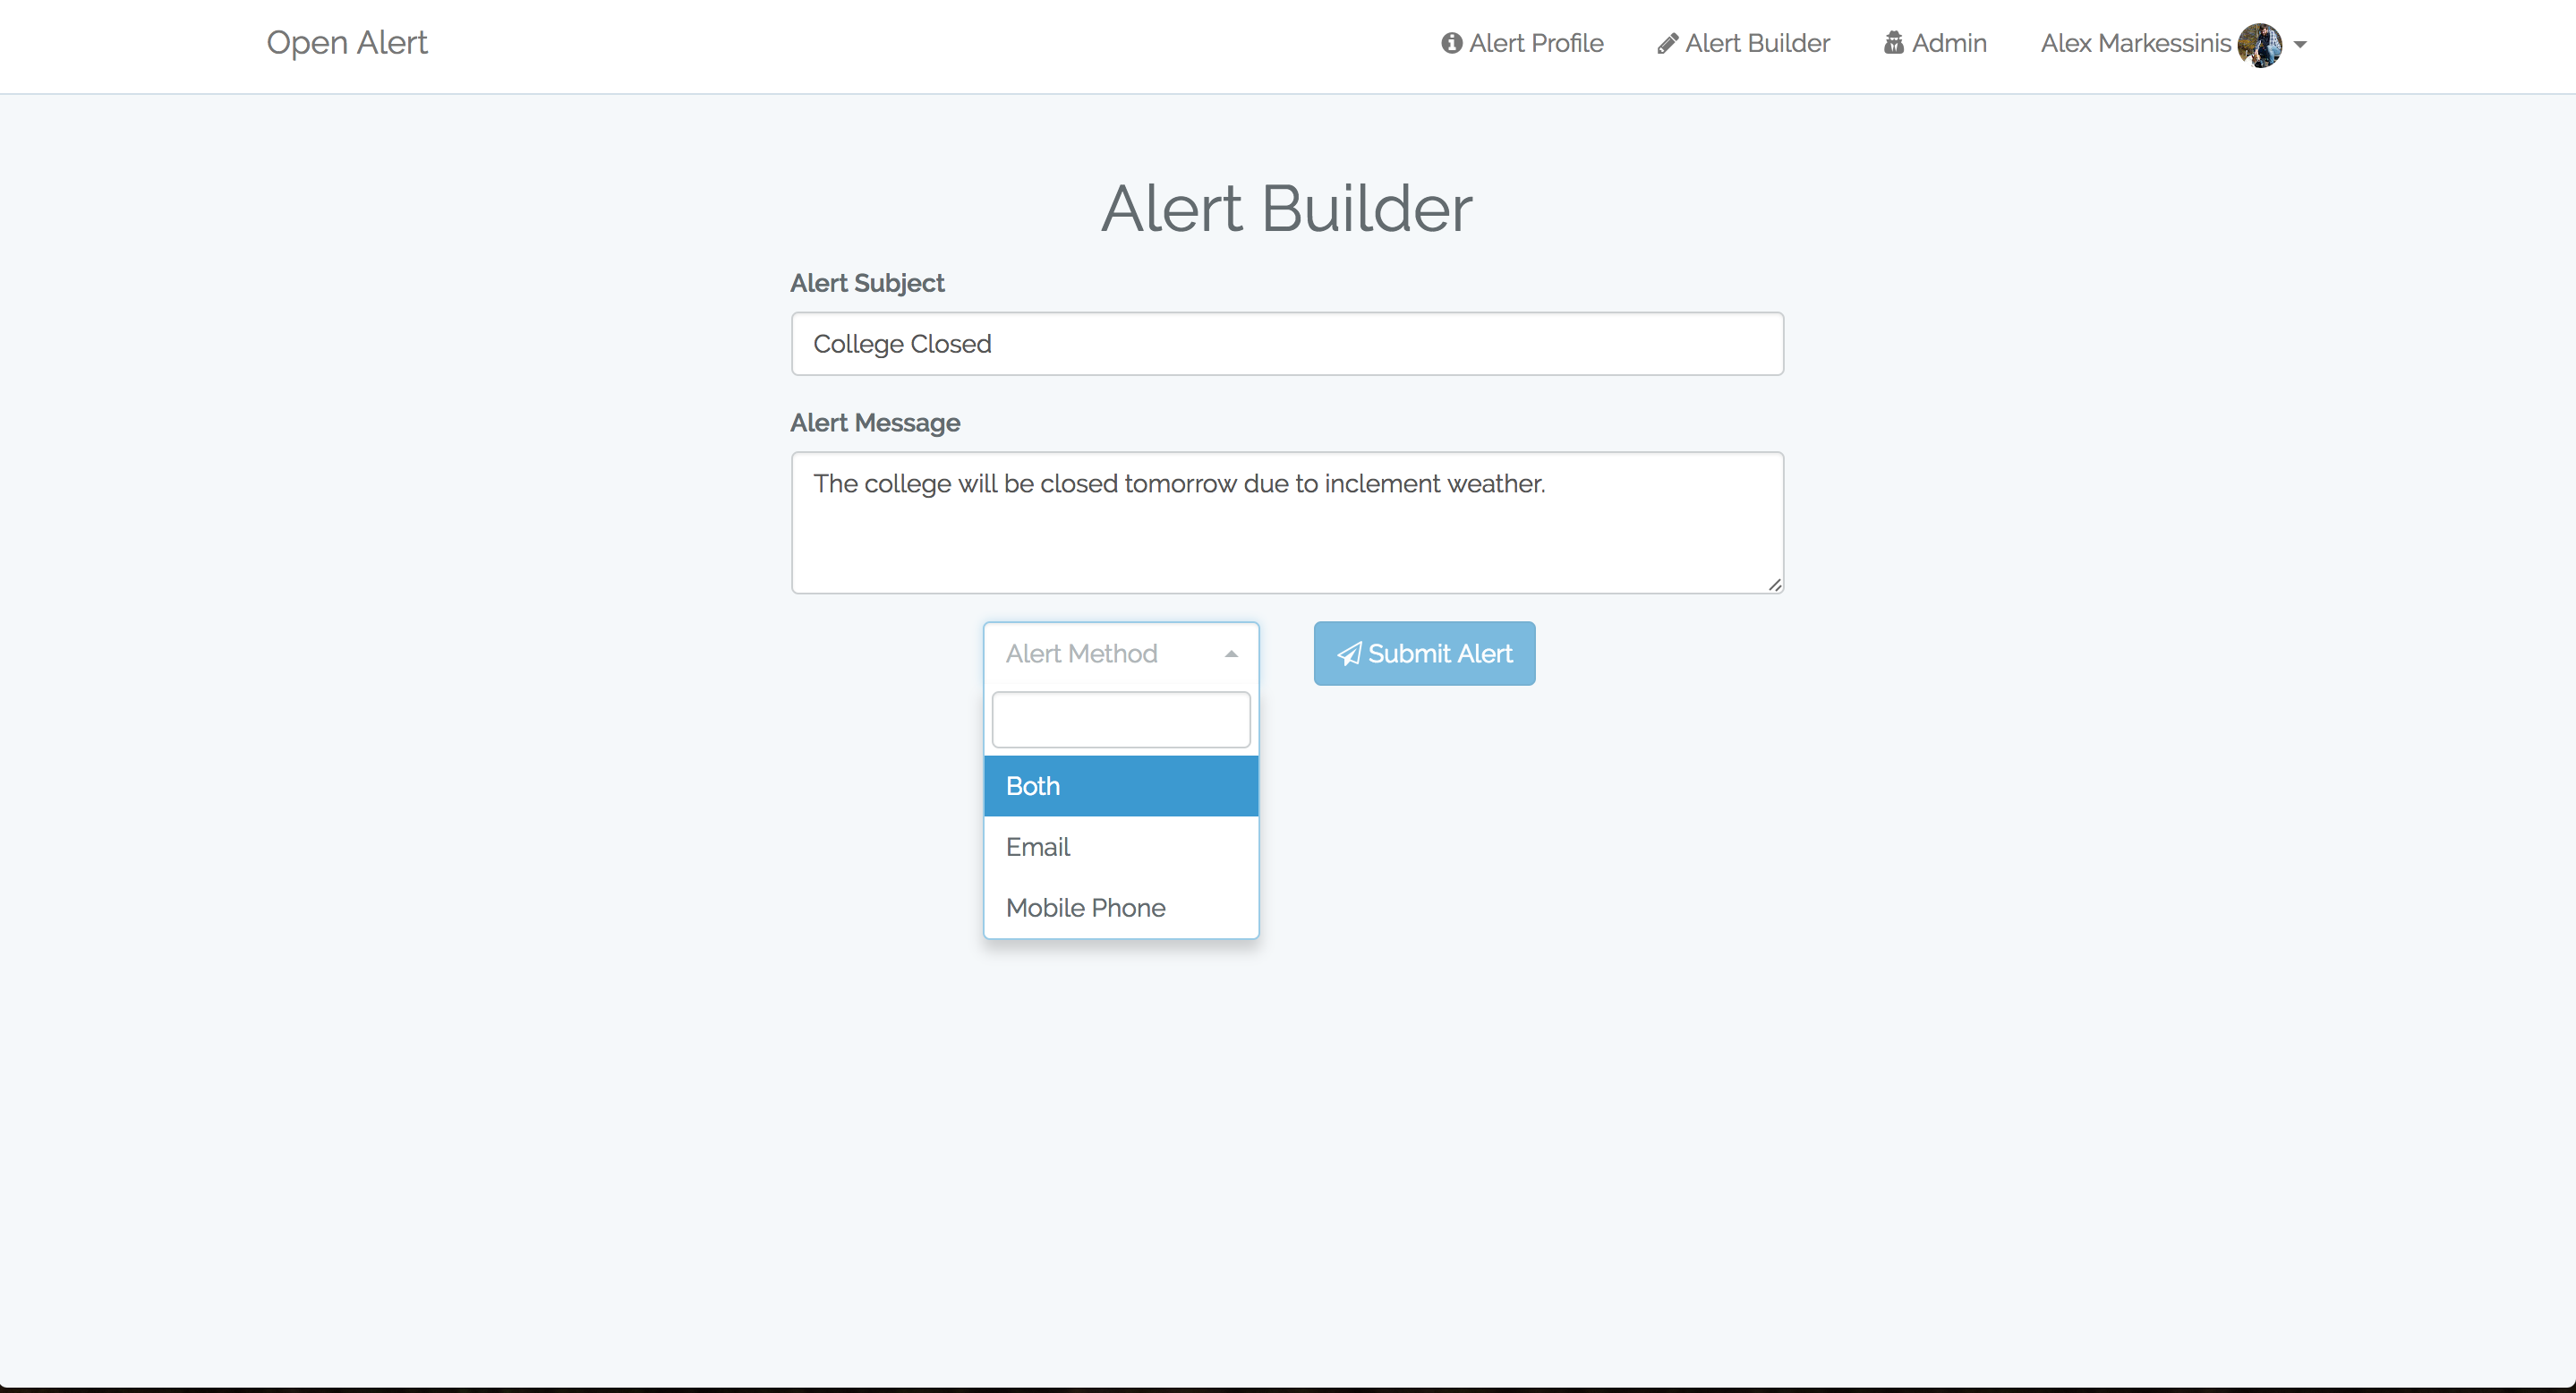 Open Alert
Alert Profile
Alert Builder
Admin
Alex Markessinis
Alert Builder
Alert Subject
College Closed
Alert Message
The college will be closed tomorrow due to inclement weather.
Alert Method
Submit Alert
Both
Email
Mobile Phone